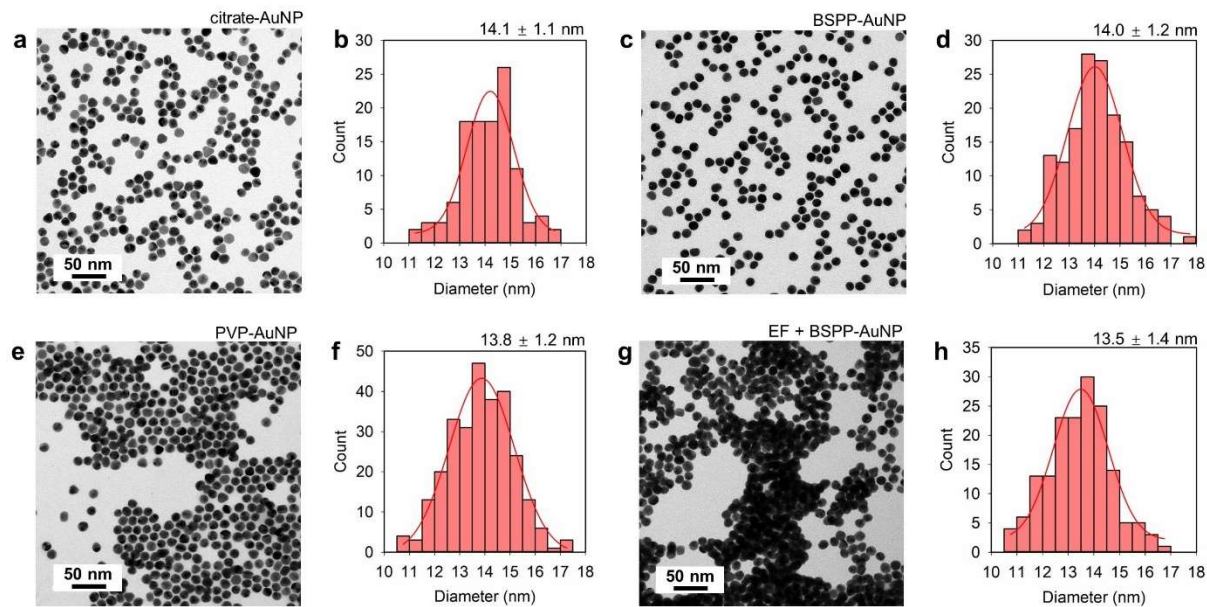 citrate-AuNP
a
50 nm
b
14.1 ± 1.1 nm
30
25
20
15
10
5
0
Count
10 11 12 13 14 15 16 17 18
Diameter (nm)
BSPP-AuNP
c
50 nm
d
14.0 ± 1.2 nm
30
25
20
15
10
5
0
Count
10 11 12 13 14 15 16 17 18
Diameter (nm)
PVP-AuNP
e
50 nm
f
13.8 ± 1.2 nm
50
40
30
20
10
0
Count
10 11 12 13 14 15 16 17 18
Diameter (nm)
EF + BSPP-AuNP
g
50 nm
h
13.5 ± 1.4 nm
35
30
25
20
15
10
5
0
Count
10 11 12 13 14 15 16 17 18
Diameter (nm)